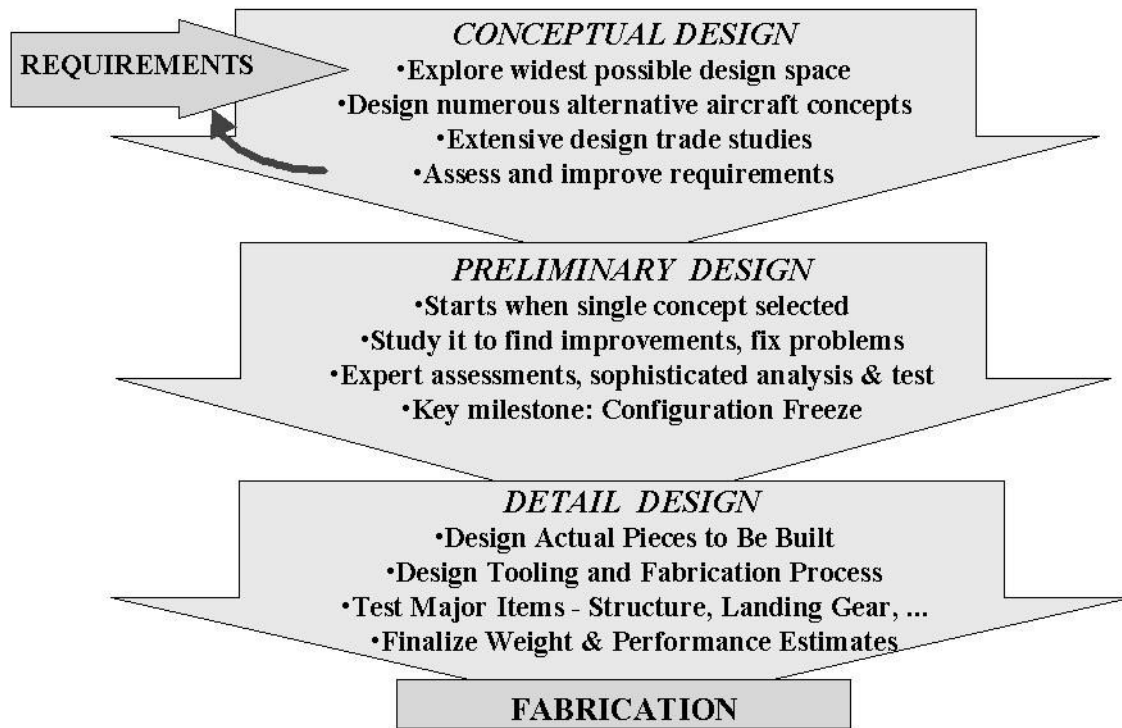 REQUIREMENTS
CONCEPTUAL DESIGN
•Explore widest possible design space
•Design numerous alternative aircraft concepts
•Extensive design trade studies
•Assess and improve requirements
PRELIMINARY DESIGN
•Starts when single concept selected
•Study it to find improvements, fix problems
•Expert assessments, sophisticated analysis & test
•Key milestone: Configuration Freeze
DETAIL DESIGN
•Design Actual Pieces to Be Built
•Design Tooling and Fabrication Process
•Test Major Items - Structure, Landing Gear, ...
•Finalize Weight & Performance Estimates
FABRICATION